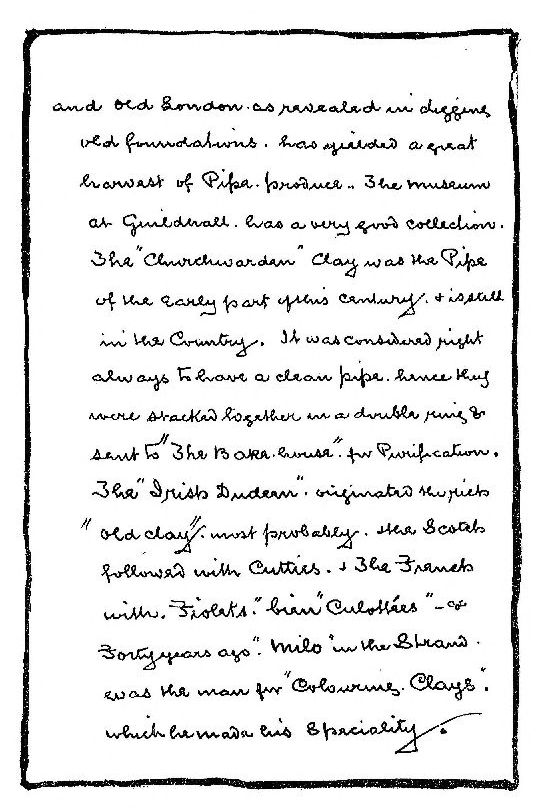 and old London. as revealed in digging
old foundations. has yielded a great
harvest of Pipe. produce.. The museum
at Guildhall. has a very good collection.
The "Churchwarden" Clay was the Pipe
of the early part of this century. & is still
in the Country. It was considered right
always to have a clean pipe. hence they
were stacked together in a double ring &
sent to "The Bake-house". for Purification.
The "Irish Dudeen". originated the rich
"old clay". most probably. the Scotch
followed with Cutties. & The French
with. Fiolets." bien "Culottées" —
Forty years ago". Milo "in the Strand.
was the man for "Colouring. Clays".
which he made his Speciality.